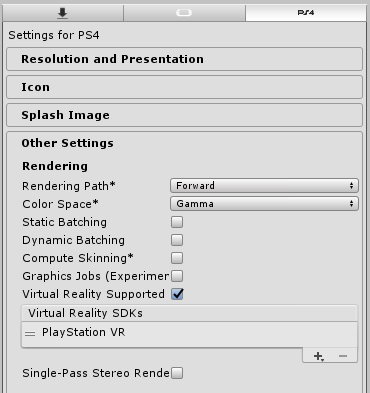 PS4
Settings for PS4
Resolution and Presentation
Icon
Splash Image
Other Settings
Rendering
Rendering Path* Forward
Color Space* Gamma
Static Batching
Dynamic Batching
Compute Skinning*
Graphics Jobs (Experimer
Virtual Reality Supported
Virtual Reality SDKs
PlayStation VR
Single-Pass Stereo Rende